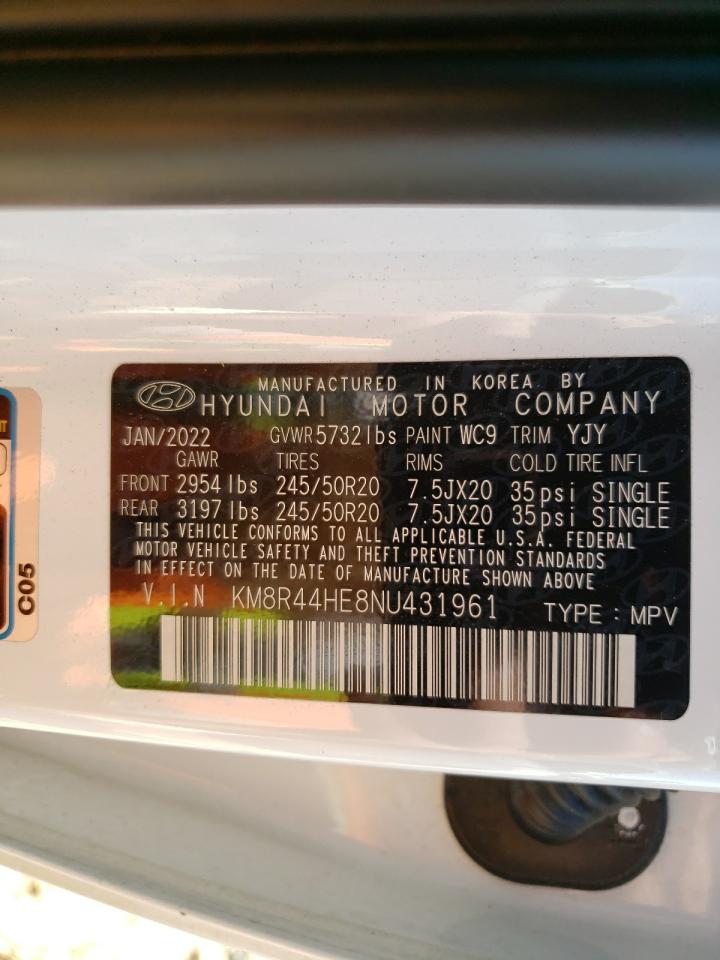 MANUFACTURED IN KOREA BY
HYUNDAI MOTOR COMPANY
JAN/2022 GVWR 5732 lbs PAINT WC9 TRIM YJY
GAWR TIRES RIMS COLD TIRE INFL
FRONT 2954 lbs 245/50R20 7.5JX20 35psi SINGLE
REAR 3197 lbs 245/50R20 7.5JX20 35psi SINGLE
THIS VEHICLE CONFORMS TO ALL APPLICABLE U.S.A. FEDERAL
MOTOR VEHICLE SAFETY AND THEFT PREVENTION STANDARDS
IN EFFECT ON THE DATE OF MANUFACTURE SHOWN ABOVE
V.I.N KM8R44HE8NU431961 TYPE : MPV
C05